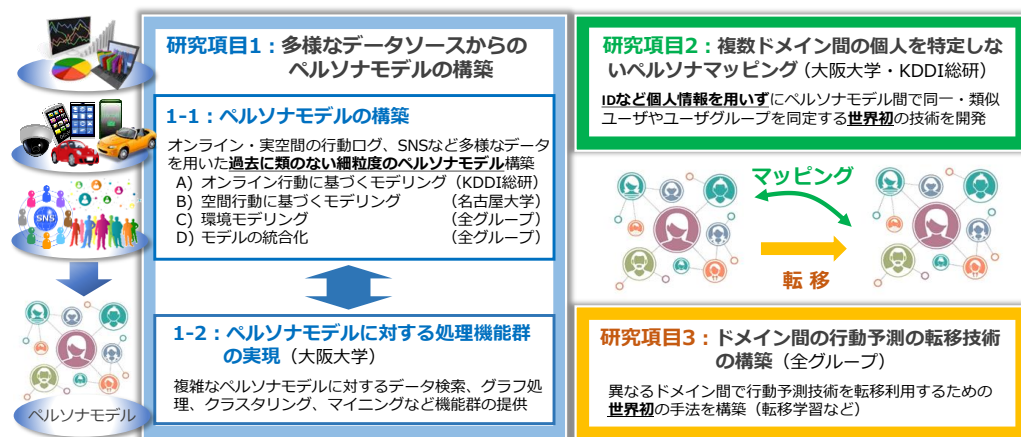 SNS
ペルソナモデル
研究項目1：多様なデータソースからの
ペルソナモデルの構築
1-1：ペルソナモデルの構築
オンライン・実空間の行動ログ、SNSなど多様なデータ
を用いた過去に類のない細粒度のペルソナモデル構築
A) オンライン行動に基づくモデリング（KDDI総研）
B) 空間行動に基づくモデリング （名古屋大学）
C) 環境モデリング （全グループ）
D) モデルの統合化 （全グループ）
1-2：ペルソナモデルに対する処理機能群
の実現（大阪大学）
複雑なペルソナモデルに対するデータ検索、グラフ処
理、クラスタリング、マイニングなど機能群の提供
研究項目2：複数ドメイン間の個人を特定しな
いペルソナマッピング（大阪大学・KDDI総研）
IDなど個人情報を用いずにペルソナモデル間で同一・類似
ユーザやユーザグループを同定する世界初の技術を開発
マッピング
転 移
研究項目3：ドメイン間の行動予測の転移技術
の構築（全グループ）
異なるドメイン間で行動予測技術を転移利用するための
世界初の手法を構築（転移学習など）